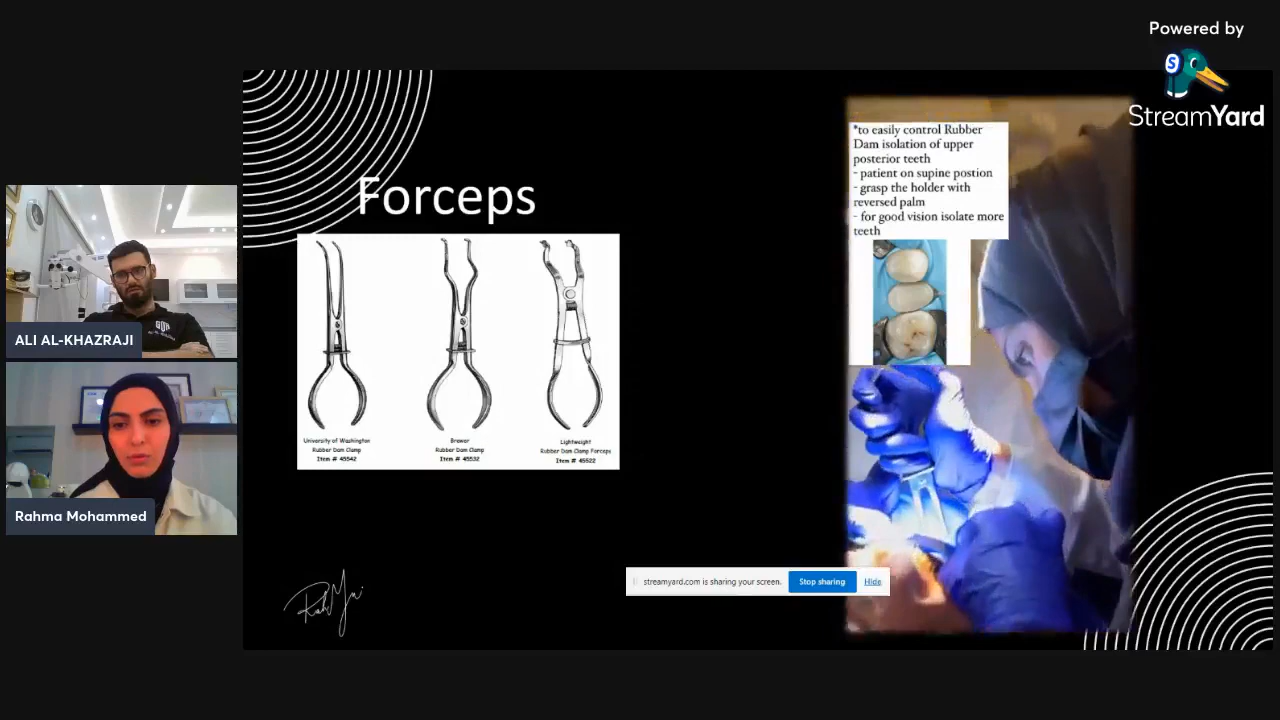 Powered by
StreamYard
*to easily control Rubber
Dam isolation of upper
posterior teeth
- patient on supine postion
- grasp the holder with
reversed palm
- for good vision isolate more
teeth
Forceps
University of Washington
Rubber Dam Clamp
Item # 45542
Brewer
Rubber Dam Clamp
Item # 45532
Lightweight
Rubber Dam Clamp Forceps
Item # 45522
ALI AL-KHAZRAJI
Rahma Mohammed
streamyard.com is sharing your screen.
Stop sharing
Hide